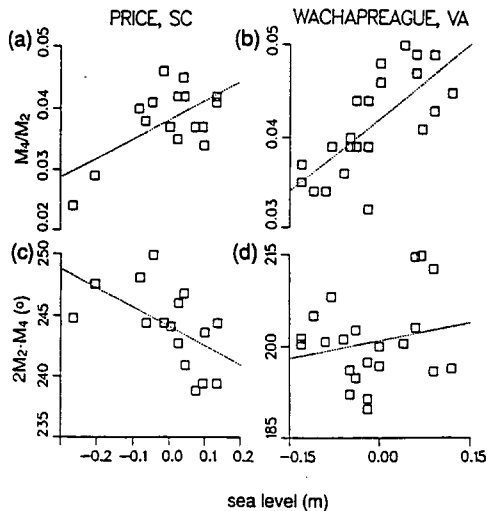 PRICE, SC
WACHAPREAGUE, VA
(a)
(b)
M₄/M₂
0.05
0.04
0.03
0.02
0.05
0.04
0.03
(c)
(d)
2M₂-M₄ (°)
250
245
240
235
215
200
185
-0.2
-0.1
0.0
0.1
0.2
-0.15
0.00
0.15
sea level (m)